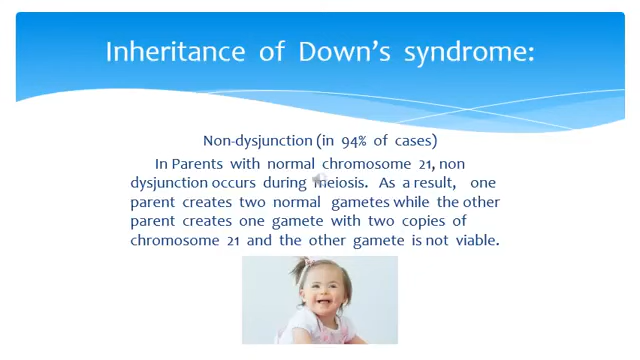 Inheritance of Down's syndrome:
Non-dysjunction (in 94% of cases)
In Parents with normal chromosome 21, non
dysjunction occurs during meiosis. As a result, one
parent creates two normal gametes while the other
parent creates one gamete with two copies of
chromosome 21 and the other gamete is not viable.